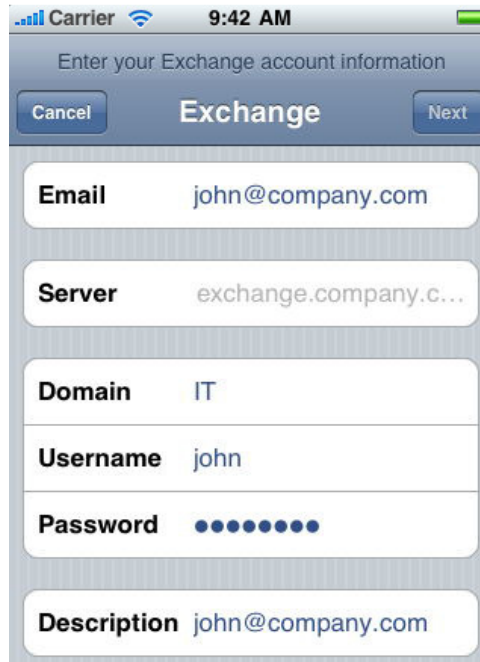 Carrier 9:42 AM
Enter your Exchange account information
Cancel Exchange Next
Email john@company.com
Server exchange.company.c...
Domain IT
Username john
Password ●●●●●●●●
Description john@company.com